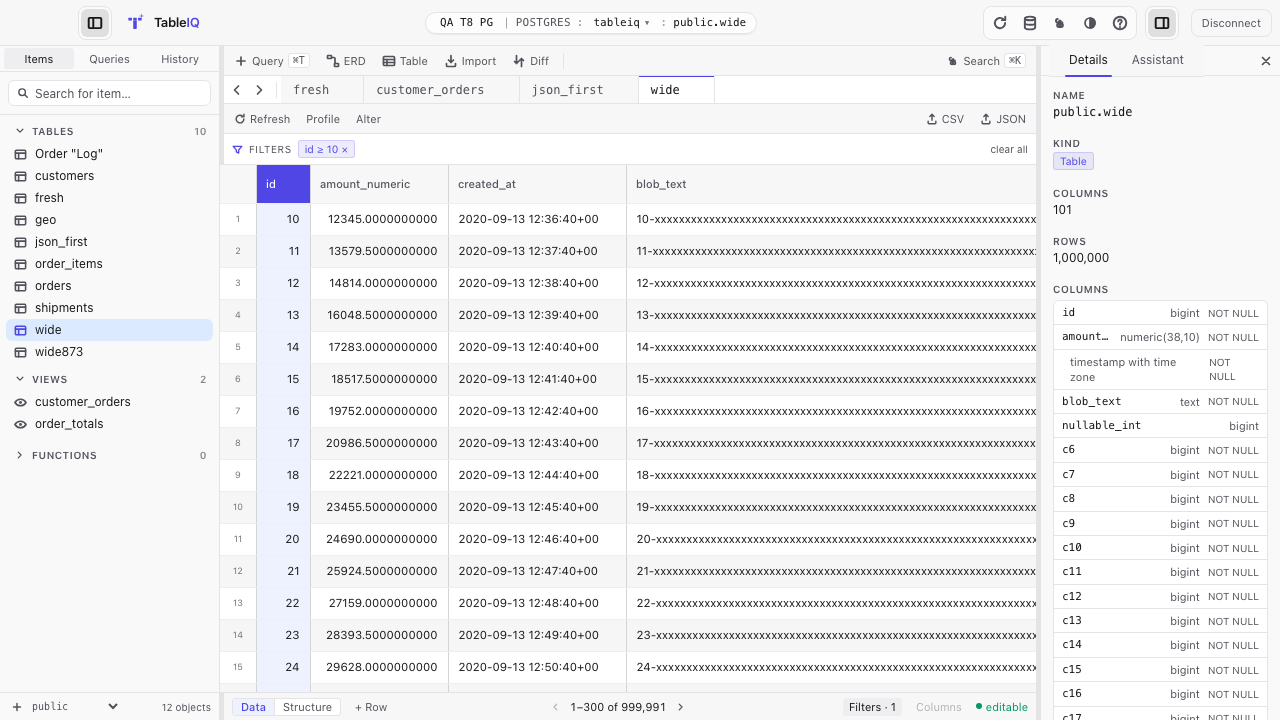 TableIQ
QA T8 PG | POSTGRES : tableiq ▾ : public.wide
Disconnect
Items Queries History
Search for item…
TABLES 10
Order "Log"
customers
fresh
geo
json_first
order_items
orders
shipments
wide
wide873
VIEWS 2
customer_orders
order_totals
FUNCTIONS 0
public
12 objects
+ Query ⌘T ERD Table Import Diff Search ⌘K
fresh customer_orders json_first wide
Refresh Profile Alter CSV JSON
FILTERS id ≥ 10 × clear all
id amount_numeric created_at blob_text
1 10 12345.0000000000 2020-09-13 12:36:40+00
2 11 13579.5000000000 2020-09-13 12:37:40+00
3 12 14814.0000000000 2020-09-13 12:38:40+00
4 13 16048.5000000000 2020-09-13 12:39:40+00
5 14 17283.0000000000 2020-09-13 12:40:40+00
6 15 18517.5000000000 2020-09-13 12:41:40+00
7 16 19752.0000000000 2020-09-13 12:42:40+00
8 17 20986.5000000000 2020-09-13 12:43:40+00
9 18 22221.0000000000 2020-09-13 12:44:40+00
10 19 23455.5000000000 2020-09-13 12:45:40+00
11 20 24690.0000000000 2020-09-13 12:46:40+00
12 21 25924.5000000000 2020-09-13 12:47:40+00
13 22 27159.0000000000 2020-09-13 12:48:40+00
14 23 28393.5000000000 2020-09-13 12:49:40+00
15 24 29628.0000000000 2020-09-13 12:50:40+00
Data Structure + Row 1–300 of 999,991 Filters · 1 Columns editable
Details Assistant
NAME
public.wide
KIND
Table
COLUMNS
101
ROWS
1,000,000
COLUMNS
id bigint NOT NULL
amount… numeric(38,10) NOT NULL
timestamp with time zone NOT NULL
blob_text text NOT NULL
nullable_int bigint
c6 bigint NOT NULL
c7 bigint NOT NULL
c8 bigint NOT NULL
c9 bigint NOT NULL
c10 bigint NOT NULL
c11 bigint NOT NULL
c12 bigint NOT NULL
c13 bigint NOT NULL
c14 bigint NOT NULL
c15 bigint NOT NULL
c16 bigint NOT NULL
c17 bigint NOT NULL